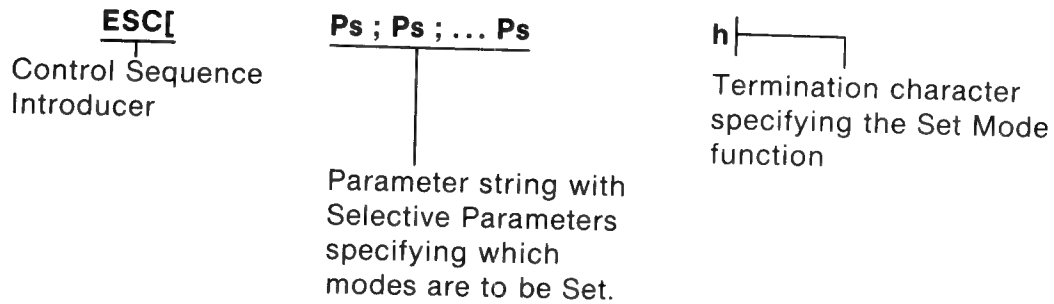 ESC[
Control Sequence
Introducer
Ps ; Ps ; ... Ps
Parameter string with
Selective Parameters
specifying which
modes are to be Set.
h
Termination character
specifying the Set Mode
function